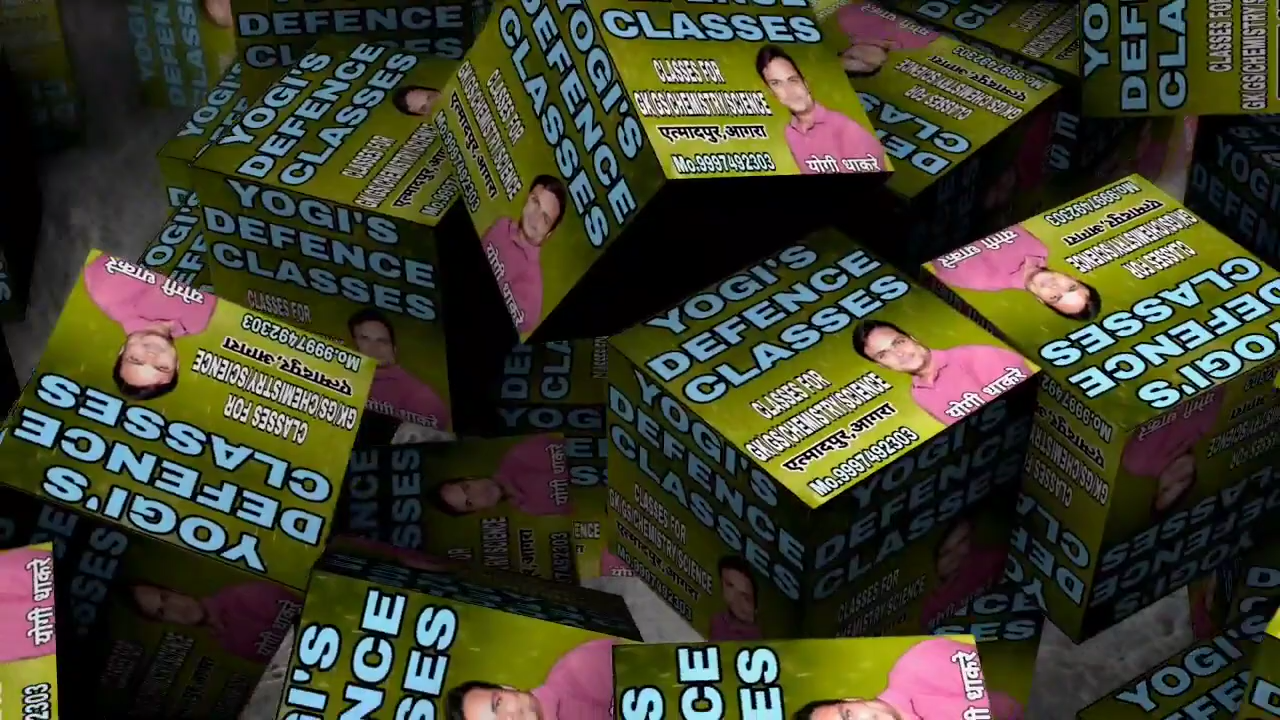 YOGI'S
DEFENCE
CLASSES
CLASSES FOR
GK/GS/CHEMISTRY/SCIENCE
एत्मादपुर,आगरा
Mo.9997492303
योगी धाकरे